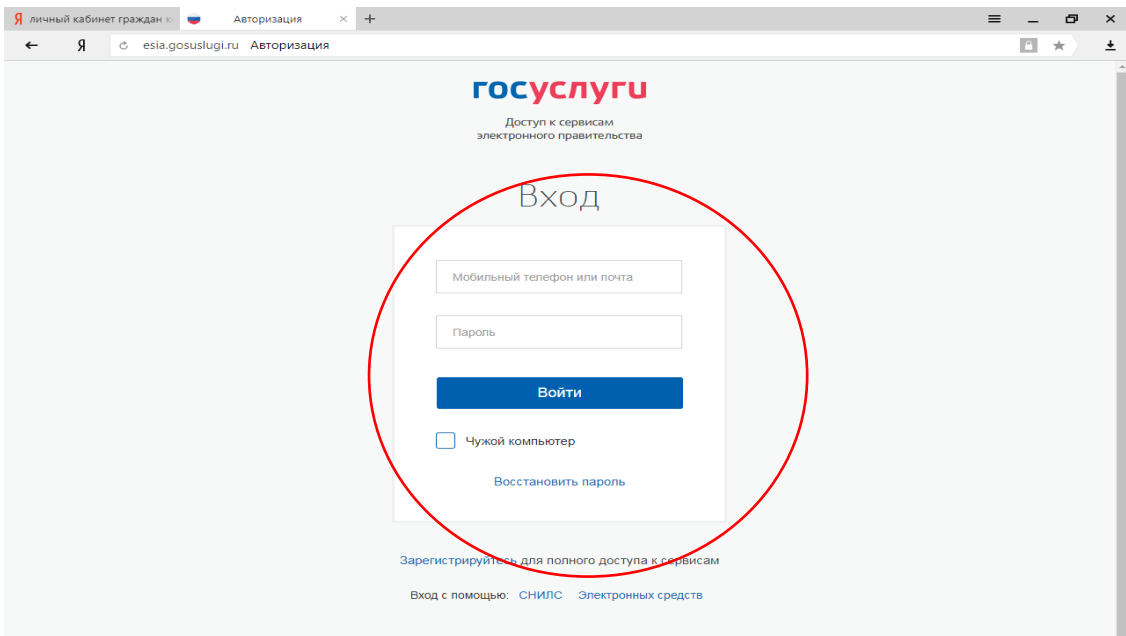 Я личный кабинет граждан
Авторизация
Я esia.gosuslugi.ru Авторизация
госуслуги
Доступ к сервисам
электронного правительства
Вход
Мобильный телефон или почта
Пароль
Войти
Чужой компьютер
Восстановить пароль
Зарегистрируйтесь для полного доступа к сервисам
Вход с помощью: СНИЛС Электронных средств